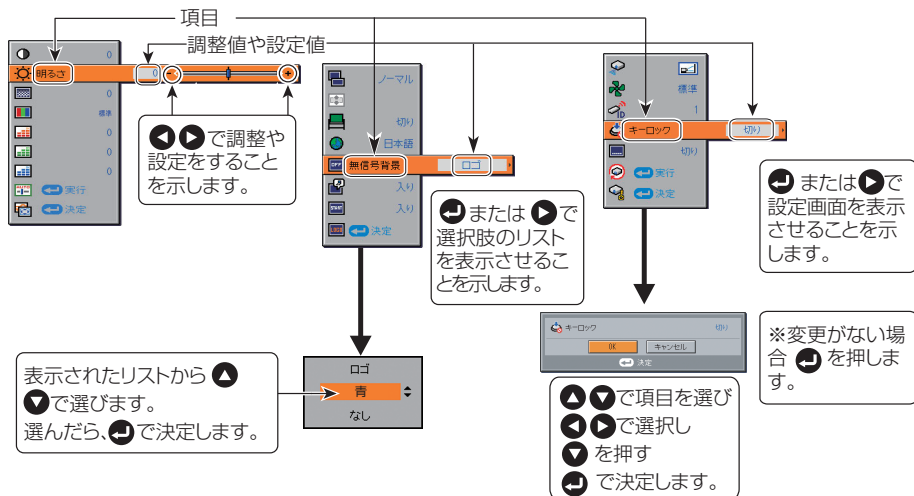 項目
調整値や設定値
0
明るさ
0
0
標準
0
0
0
実行
決定
◀ ▶ で調整や
設定をすること
を示します。
ノーマル
切り
日本語
無信号背景
ロゴ
入り
入り
決定
または ▶ で
選択肢のリスト
を表示させるこ
とを示します。
標準
ID
1
キーロック
切り
切り
実行
決定
または▶で
設定画面を表示
させることを示
します。
表示されたリストから ▲
▼で選びます。
選んだら、 で決定します。
ロゴ
青
なし
キーロック
切り
OK
キャンセル
決定
▲ ▼で項目を選び
◀ ▶で選択し
▼ を押す
で決定します。
※変更がない場
合 を押しま
す。